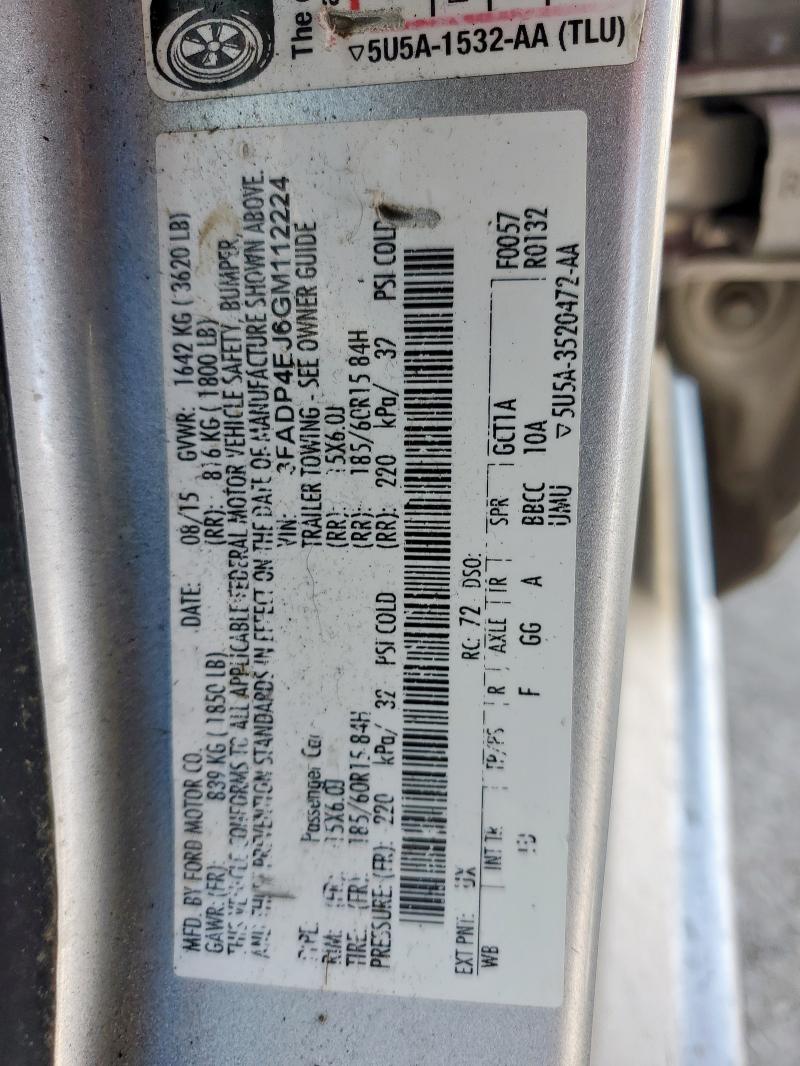 The
5U5A-1532-AA (TLU)
MFD. BY FORD MOTOR CO. DATE: 08/15 GVWR: 1642 KG ( 3620 LB)
GAWR: (FR): 839 KG ( 1850 LB) (RR): 816 KG ( 1800 LB)
THIS VEHICLE CONFORMS TO ALL APPLICABLE FEDERAL MOTOR VEHICLE SAFETY, BUMPER,
AND THEFT PREVENTION STANDARDS IN EFFECT ON THE DATE OF MANUFACTURE SHOWN ABOVE.
VIN: 3FADP4EJ6GM112224
TYPE: Passenger Car TRAILER TOWING - SEE OWNER GUIDE
RIM: (FR): 15X6.0J (RR): 15X6.0J
TIRE: (FR): 185/60R15 84H (RR): 185/60R15 84H
PRESSURE: (FR): 220 kPa/ 32 PSI COLD (RR): 220 kPa/ 32 PSI COLD
EXT PNT: UX RC: 72 DSO: F0057
WB INT TR TP/PS R AXLE TR SPR GCT1A R0132
F GG A BBCC 10A
UMU 5U5A-3520472-AA